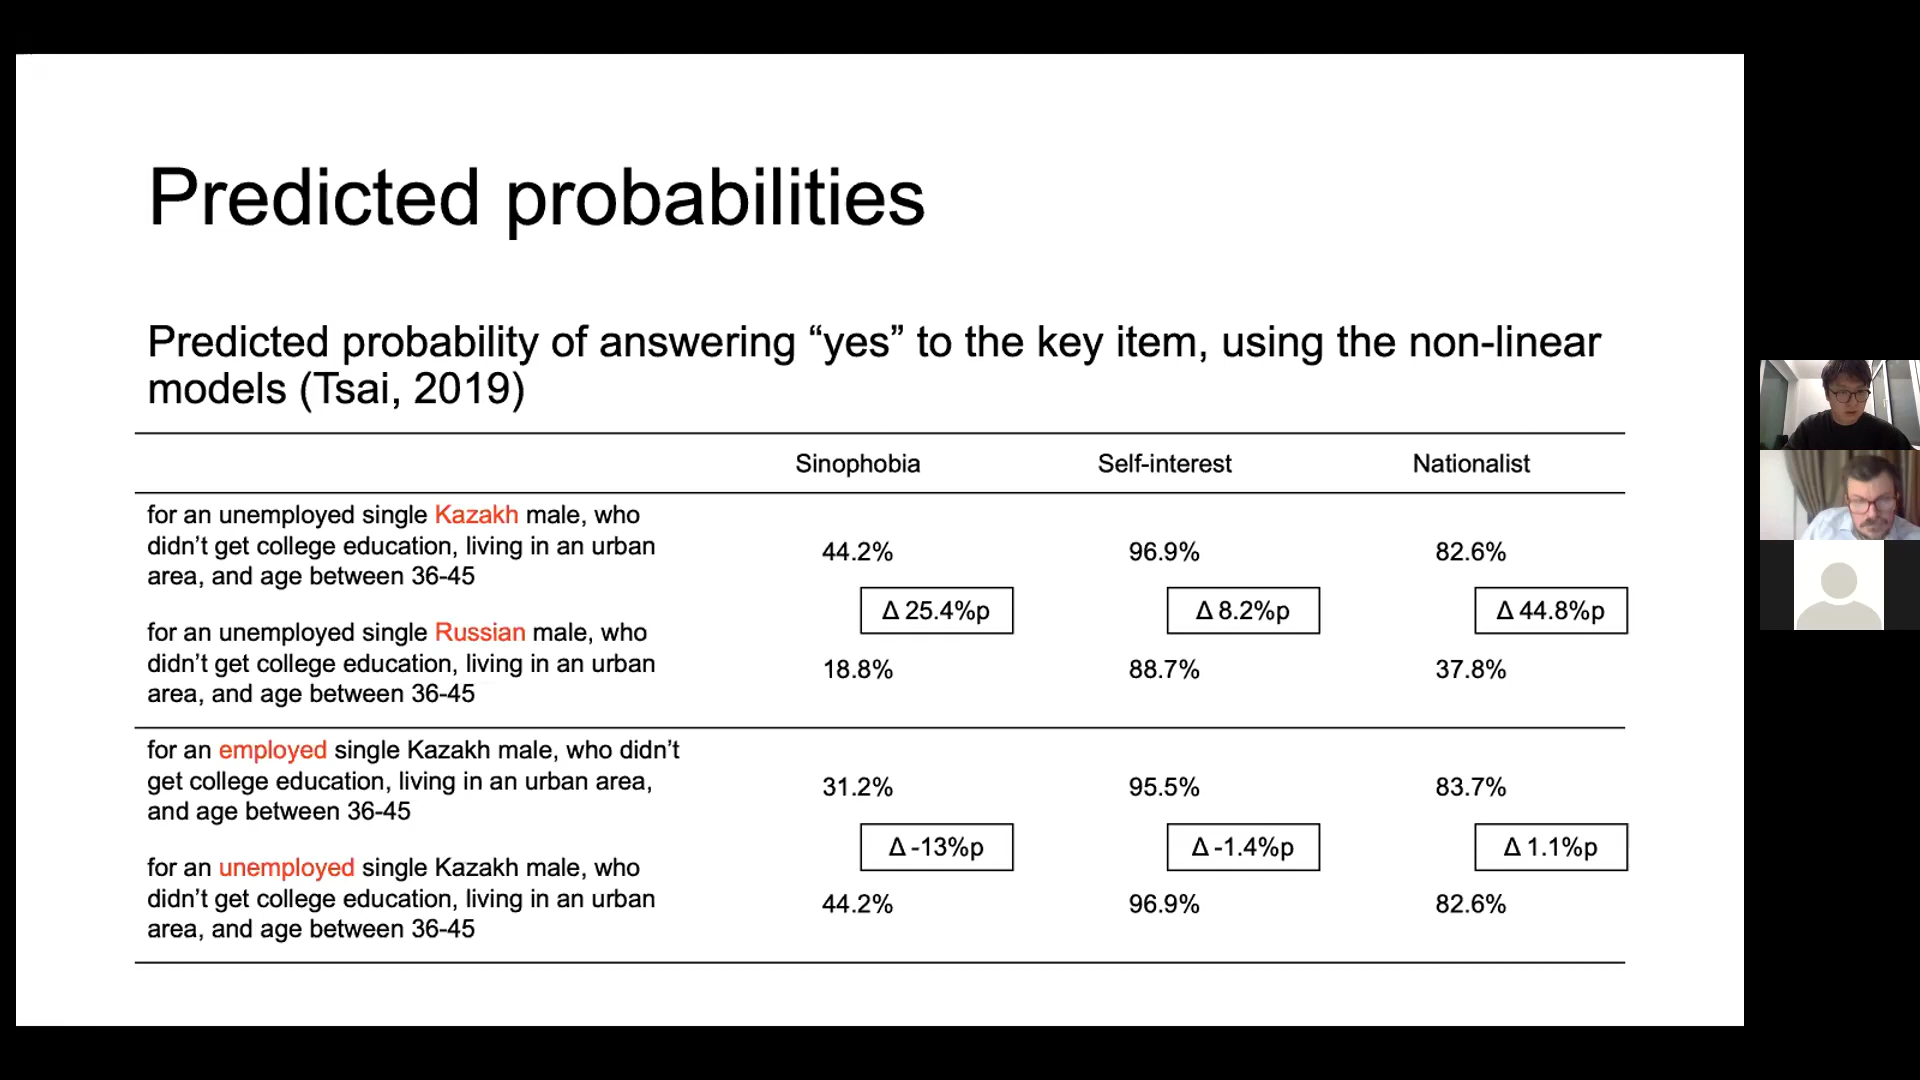 Predicted probabilities
Predicted probability of answering “yes” to the key item, using the non-linear
models (Tsai, 2019)
Sinophobia Self-interest Nationalist
for an unemployed single Kazakh male, who
didn’t get college education, living in an urban
area, and age between 36-45
44.2% 96.9% 82.6%
Δ 25.4%p Δ 8.2%p Δ 44.8%p
for an unemployed single Russian male, who
didn’t get college education, living in an urban
area, and age between 36-45
18.8% 88.7% 37.8%
for an employed single Kazakh male, who didn’t
get college education, living in an urban area,
and age between 36-45
31.2% 95.5% 83.7%
Δ -13%p Δ -1.4%p Δ 1.1%p
for an unemployed single Kazakh male, who
didn’t get college education, living in an urban
area, and age between 36-45
44.2% 96.9% 82.6%